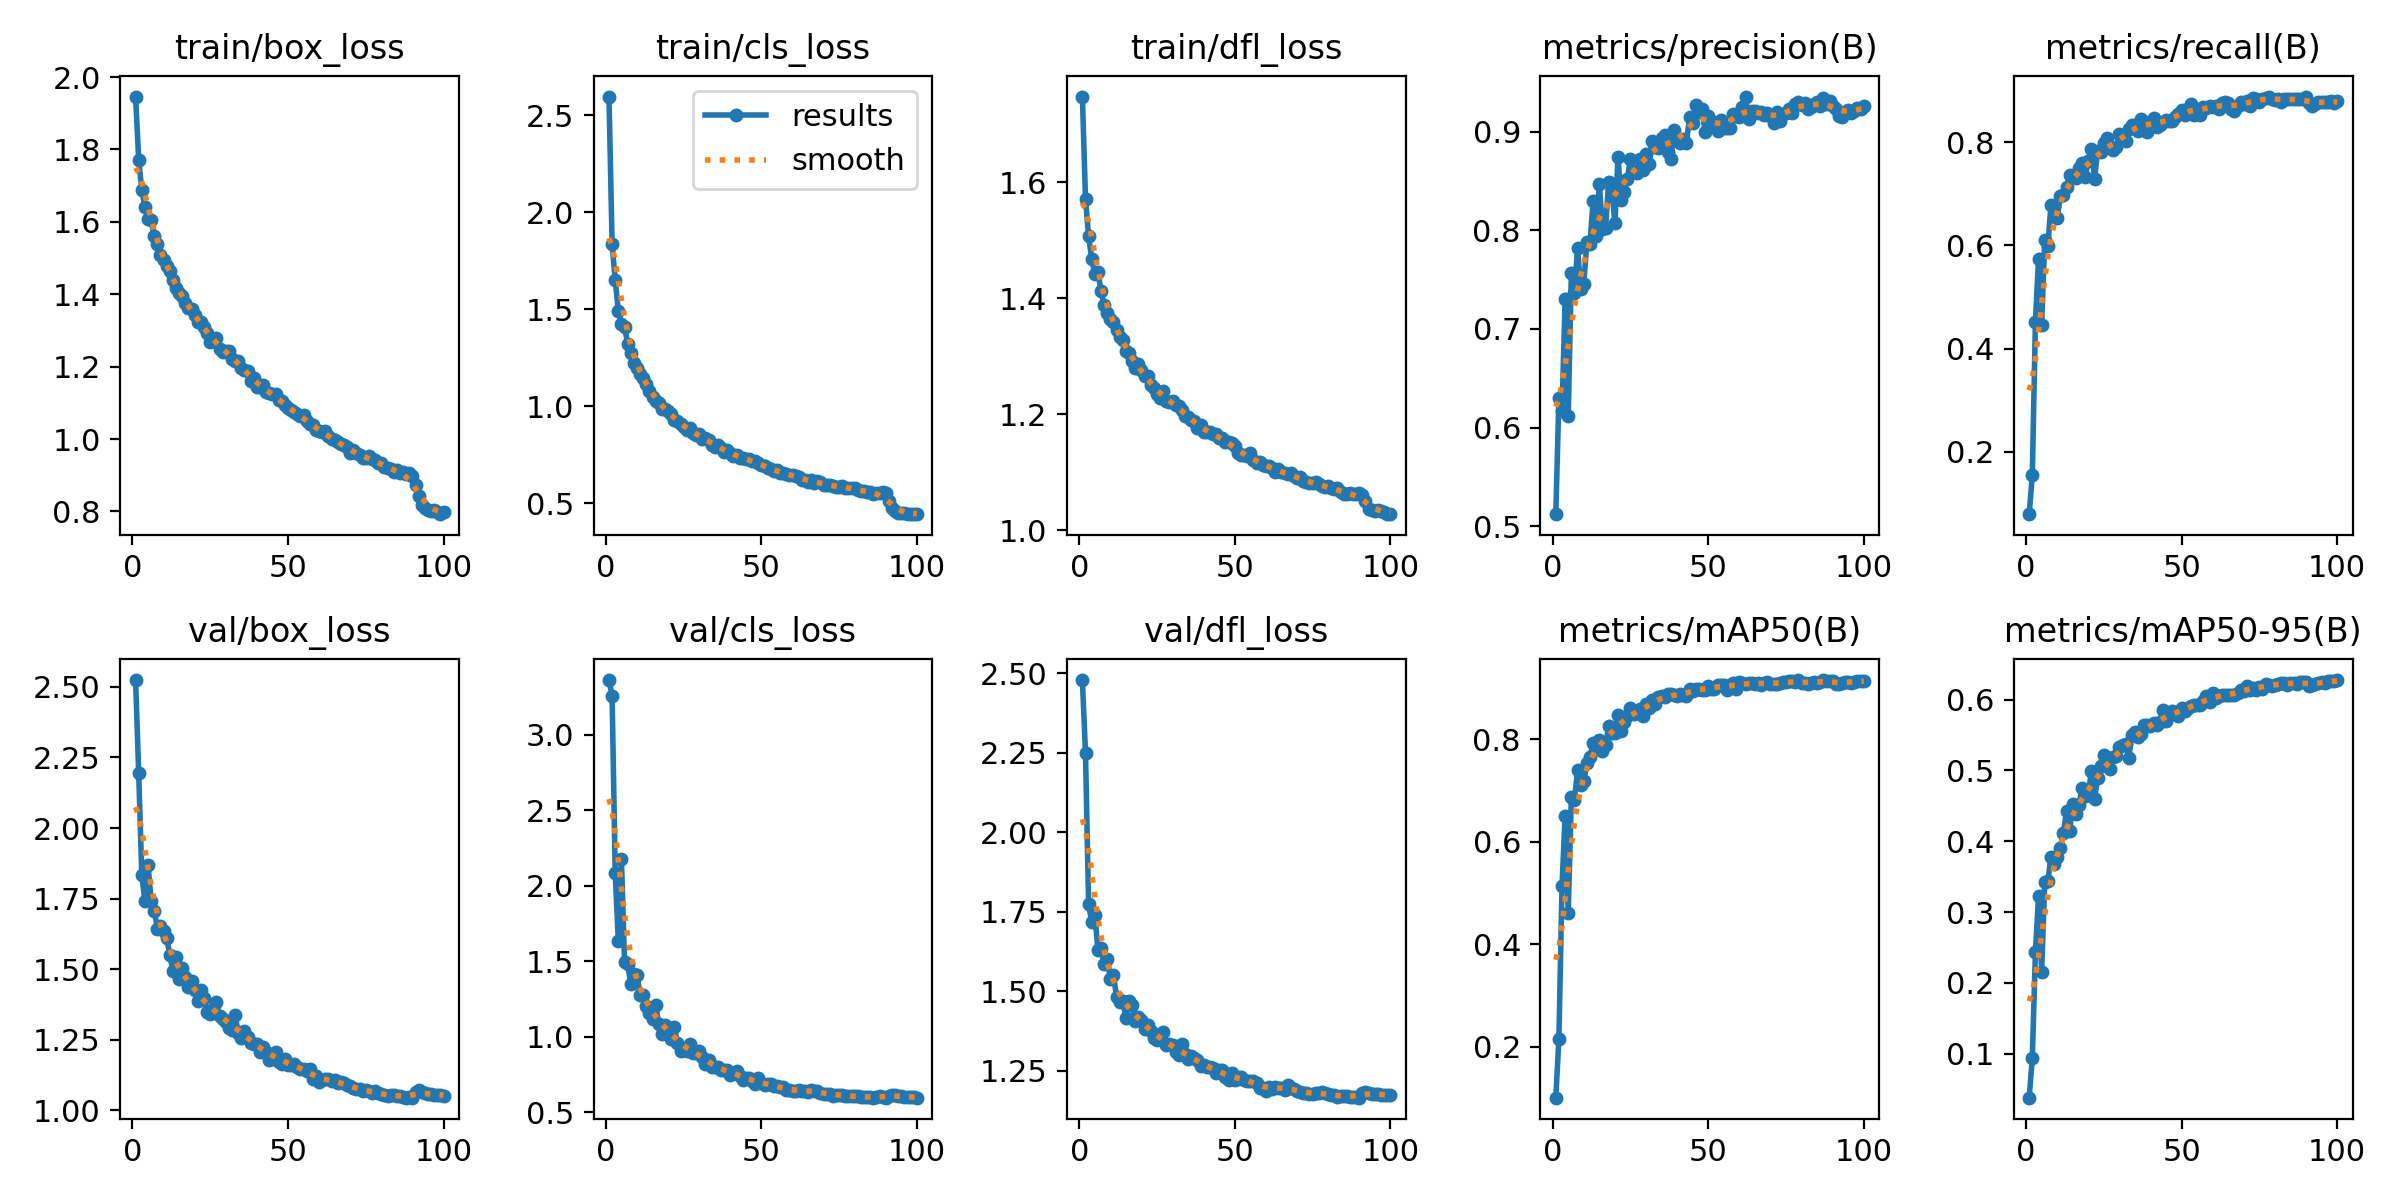 train/box_loss
2.0
1.8
1.6
1.4
1.2
1.0
0.8
0 50 100
train/cls_loss
results
smooth
2.5
2.0
1.5
1.0
0.5
0 50 100
train/dfl_loss
1.6
1.4
1.2
1.0
0 50 100
metrics/precision(B)
0.9
0.8
0.7
0.6
0.5
0 50 100
metrics/recall(B)
0.8
0.6
0.4
0.2
0 50 100
val/box_loss
2.50
2.25
2.00
1.75
1.50
1.25
1.00
0 50 100
val/cls_loss
3.0
2.5
2.0
1.5
1.0
0.5
0 50 100
val/dfl_loss
2.50
2.25
2.00
1.75
1.50
1.25
0 50 100
metrics/mAP50(B)
0.8
0.6
0.4
0.2
0 50 100
metrics/mAP50-95(B)
0.6
0.5
0.4
0.3
0.2
0.1
0 50 100